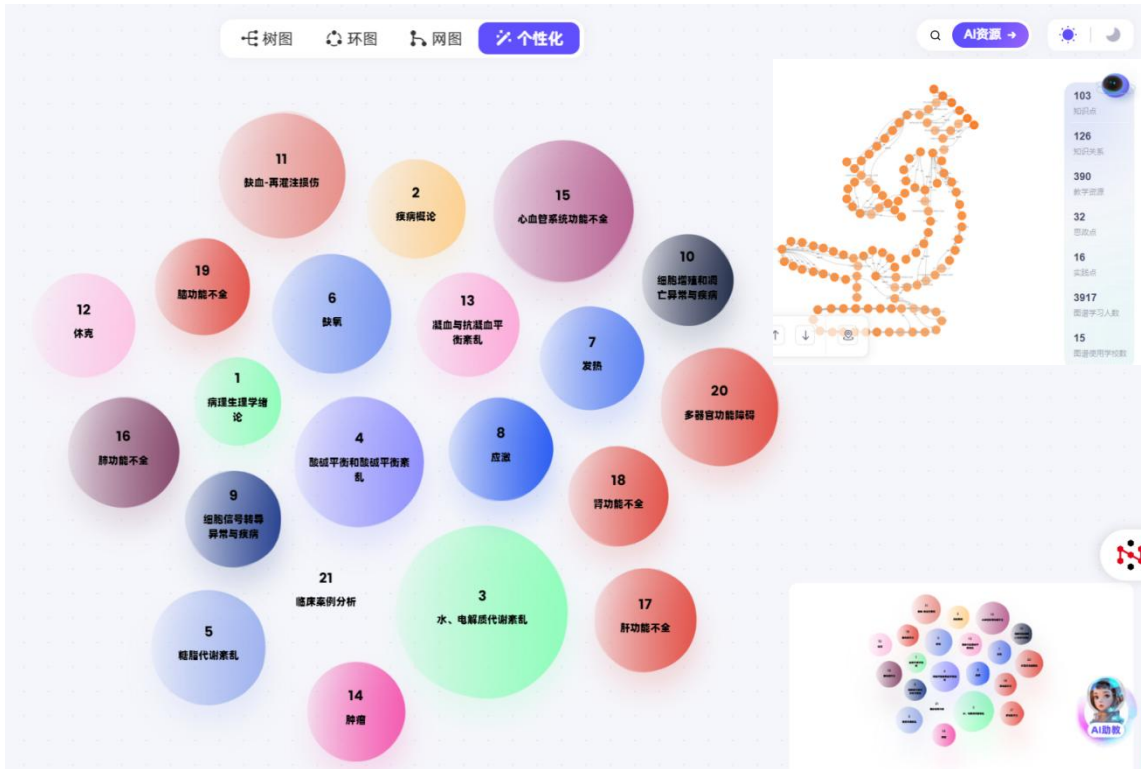 树图
环图
网图
个性化
AI资源 →
103
知识点
126
知识关系
390
教学资源
32
思政点
16
实践点
3917
图谱学习人数
15
图谱使用学校数
11
缺血-再灌注损伤
2
疾病概论
15
心血管系统功能不全
10
细胞增殖和凋
亡异常与疾病
19
脑功能不全
6
缺氧
13
凝血与抗凝血平
衡紊乱
12
休克
7
发热
1
病理生理学绪
论
20
多器官功能障碍
16
肺功能不全
4
酸碱平衡和酸碱平衡紊
乱
8
应激
18
肾功能不全
9
细胞信号转导
异常与疾病
21
临床案例分析
3
水、电解质代谢紊乱
17
肝功能不全
5
糖脂代谢紊乱
14
肿瘤
AI助教